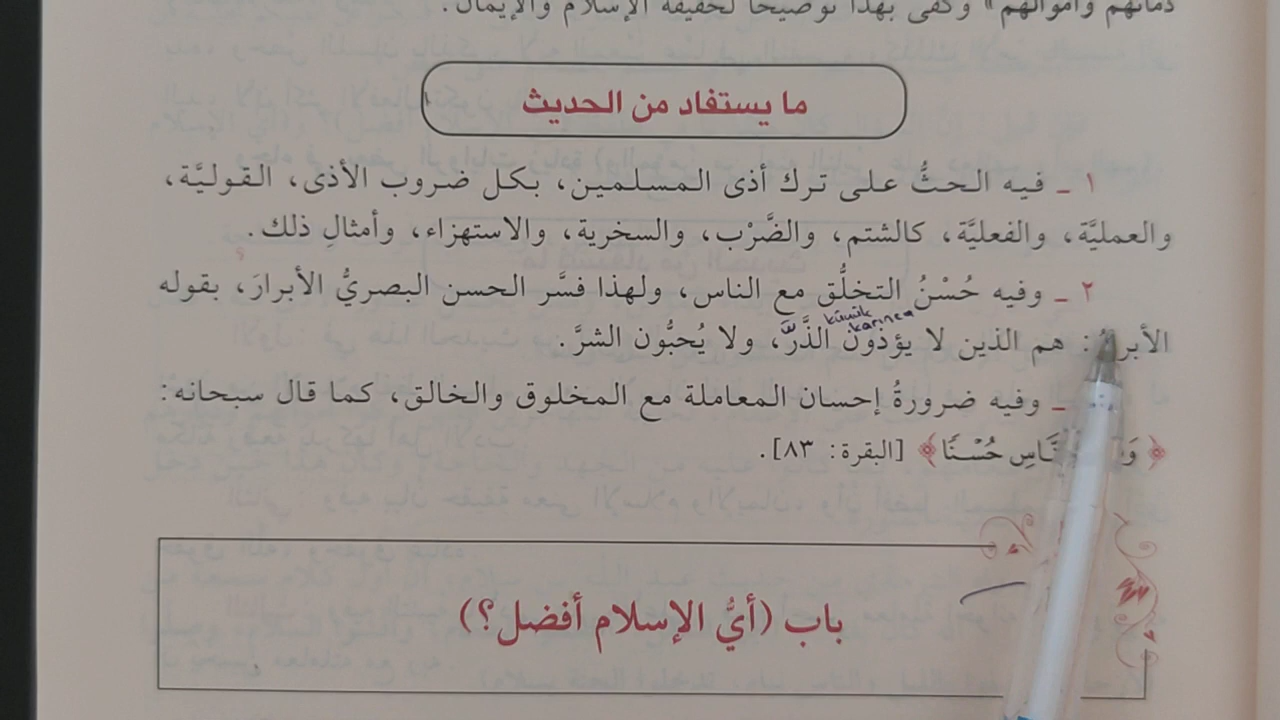 دمائهم وأموالهم» وكفى بهذا توضيحاً لحقيقة الإسلام والإيمان.
ما يستفاد من الحديث
١ ـ فيه الحثُّ على ترك أذى المسلمين، بكل ضروب الأذى، القوليَّة،
والعمليَّة، والفعليَّة، كالشتم، والضَّرْب، والسخرية، والاستهزاء، وأمثالِ ذلك.
٢ ـ وفيه حُسْنُ التخلُّق مع الناس، ولهذا فسَّر الحسن البصريُّ الأبرارَ، بقوله
küçük
karınca
: هم الذين لا يؤذون الذَّرَّ، ولا يُحبُّون الشرَّ.
ـ وفيه ضرورةُ إحسان المعاملة مع المخلوق والخالق، كما قال سبحانه:
حُسْنًا﴾ [البقرة: ٨٣].
باب (أيُّ الإسلام أفضل؟)